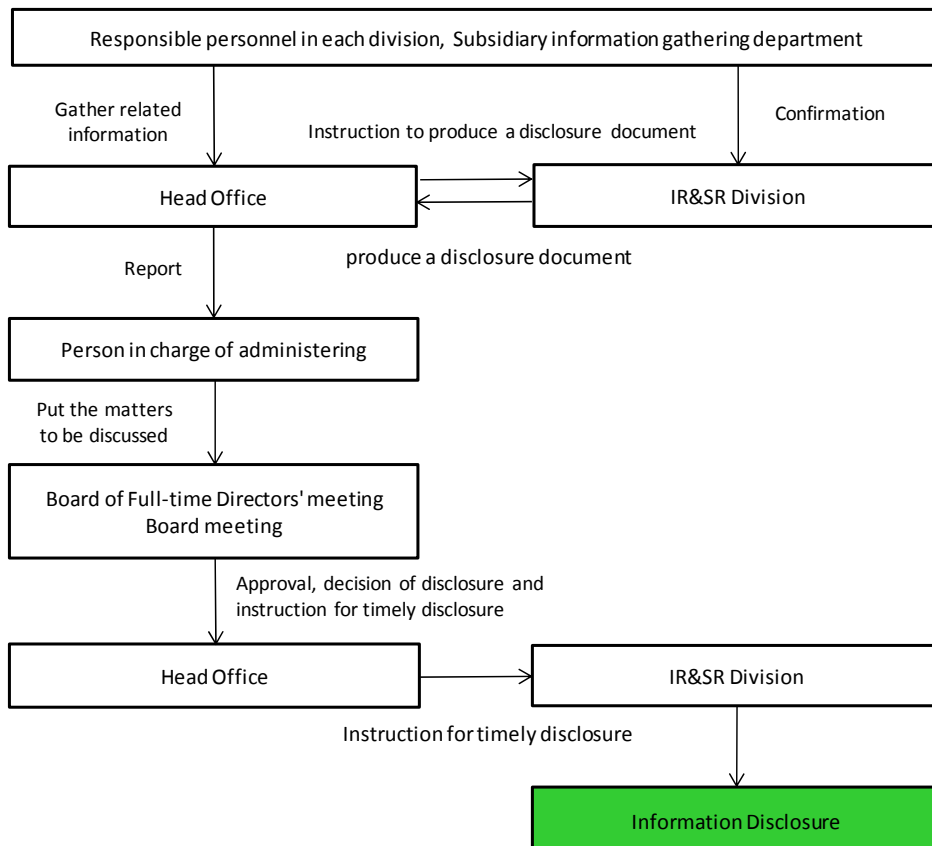 Responsible personnel in each division, Subsidiary information gathering department
Gather related
information
Instruction to produce a disclosure document
Confirmation
Head Office
IR&SR Division
Report
produce a disclosure document
Person in charge of administering
Put the matters
to be discussed
Board of Full-time Directors' meeting
Board meeting
Approval, decision of disclosure and
instruction for timely disclosure
Head Office
IR&SR Division
Instruction for timely disclosure
Information Disclosure